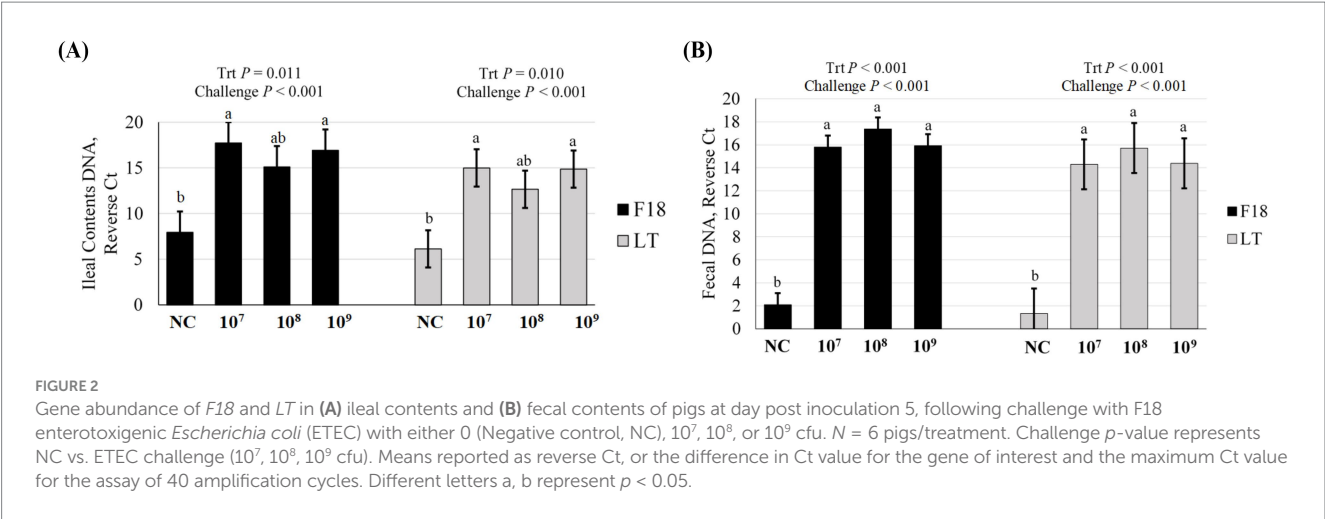 (A)
Trt P = 0.011
Challenge P < 0.001
Trt P = 0.010
Challenge P < 0.001
Ileal Contents DNA,
Reverse Ct
20
15
10
5
0
b
a
ab
a
b
a
ab
a
NC 10⁷ 10⁸ 10⁹ NC 10⁷ 10⁸ 10⁹
F18
LT
(B)
Trt P < 0.001
Challenge P < 0.001
Trt P < 0.001
Challenge P < 0.001
Fecal DNA, Reverse Ct
20
18
16
14
12
10
8
6
4
2
0
b
a
a
a
b
a
a
a
NC 10⁷ 10⁸ 10⁹ NC 10⁷ 10⁸ 10⁹
F18
LT
FIGURE 2
Gene abundance of F18 and LT in (A) ileal contents and (B) fecal contents of pigs at day post inoculation 5, following challenge with F18
enterotoxigenic Escherichia coli (ETEC) with either 0 (Negative control, NC), 10⁷, 10⁸, or 10⁹ cfu. N = 6 pigs/treatment. Challenge p-value represents
NC vs. ETEC challenge (10⁷, 10⁸, 10⁹ cfu). Means reported as reverse Ct, or the difference in Ct value for the gene of interest and the maximum Ct value
for the assay of 40 amplification cycles. Different letters a, b represent p < 0.05.